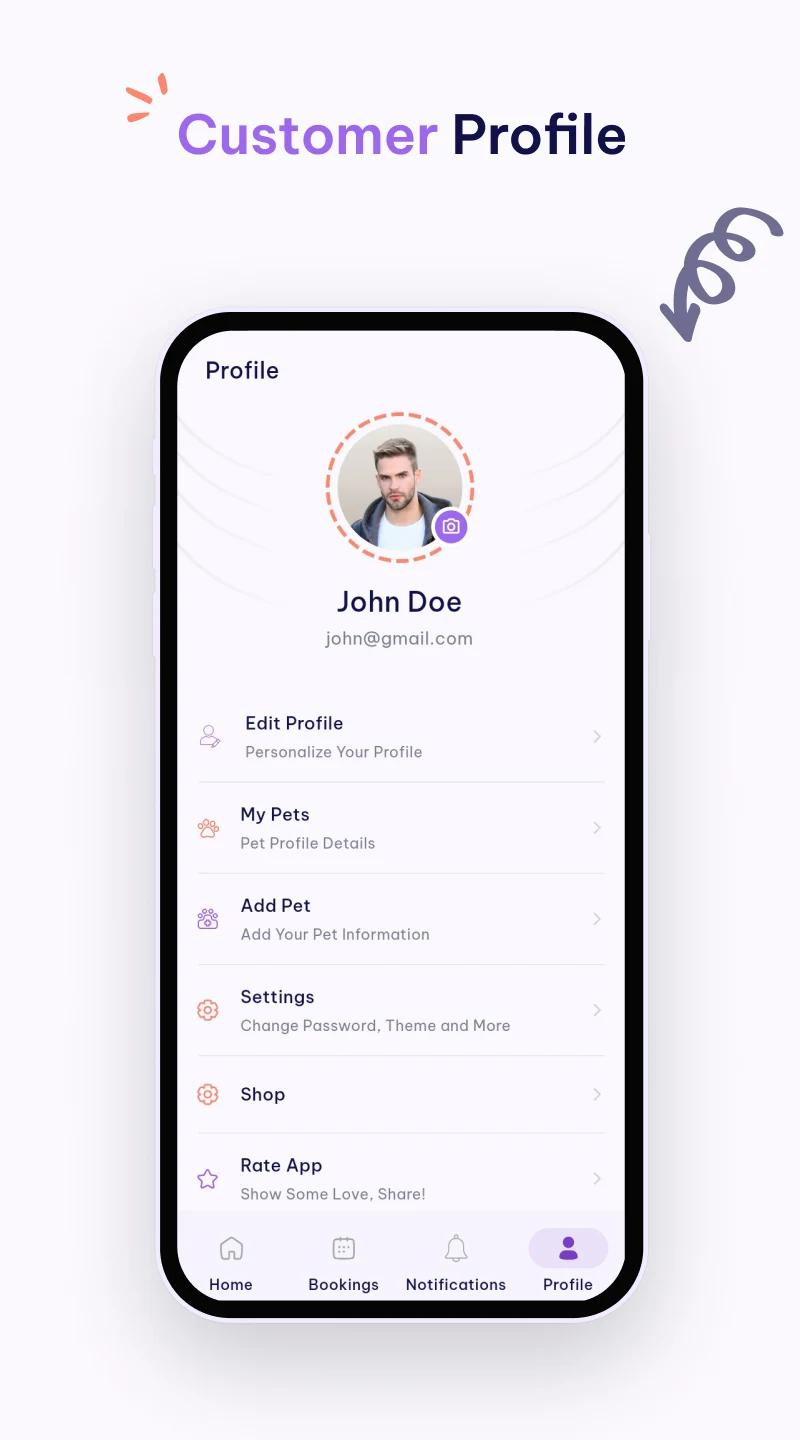 Customer Profile
Profile
John Doe
john@gmail.com
Edit Profile
Personalize Your Profile
My Pets
Pet Profile Details
Add Pet
Add Your Pet Information
Settings
Change Password, Theme and More
Shop
Rate App
Show Some Love, Share!
Home Bookings Notifications Profile